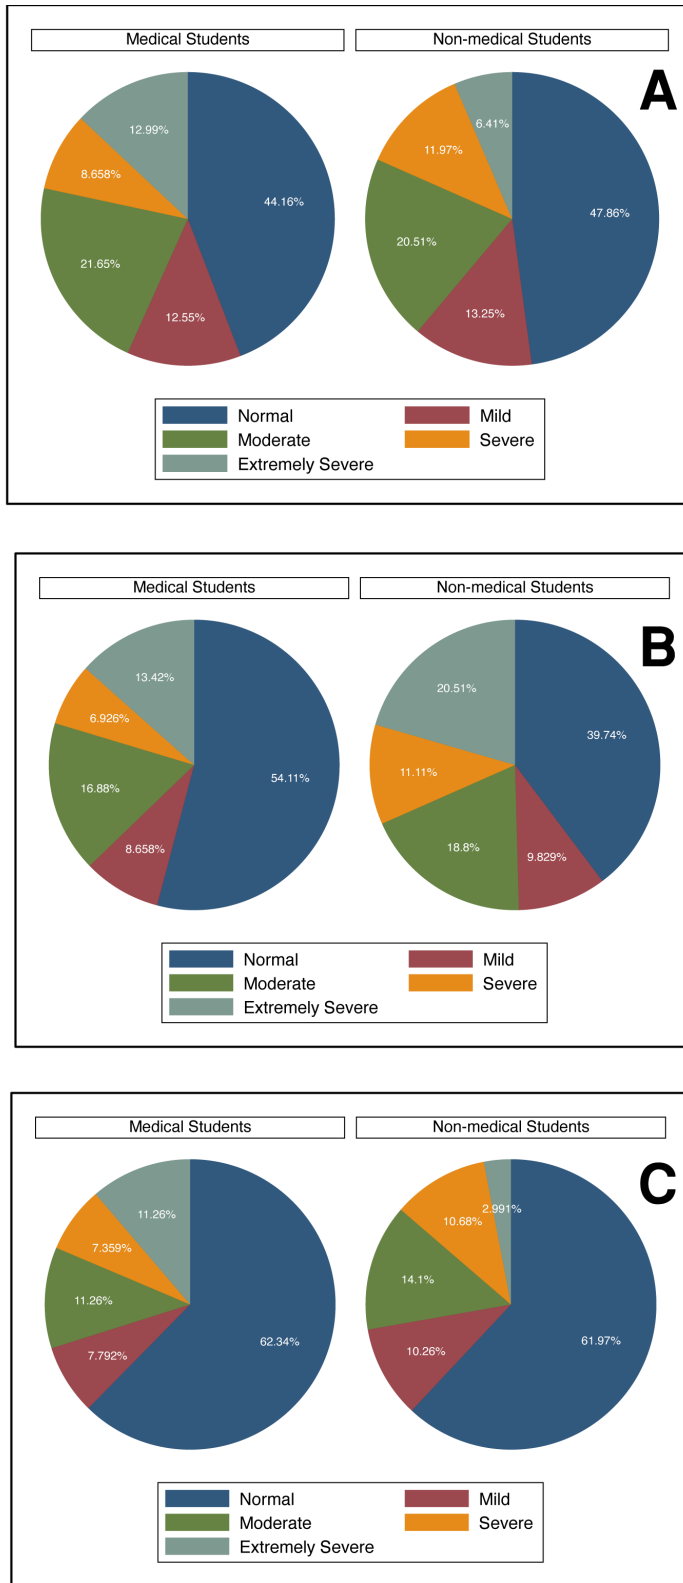 Medical Students
Non-medical Students
A
12.99%
44.16%
8.658%
21.65%
12.55%
6.41%
11.97%
47.86%
20.51%
13.25%
Normal
Mild
Moderate
Severe
Extremely Severe
Medical Students
Non-medical Students
B
13.42%
6.926%
54.11%
16.88%
8.658%
20.51%
39.74%
11.11%
18.8%
9.829%
Normal
Mild
Moderate
Severe
Extremely Severe
Medical Students
Non-medical Students
C
11.26%
7.359%
11.26%
62.34%
7.792%
2.991%
10.68%
14.1%
61.97%
10.26%
Normal
Mild
Moderate
Severe
Extremely Severe